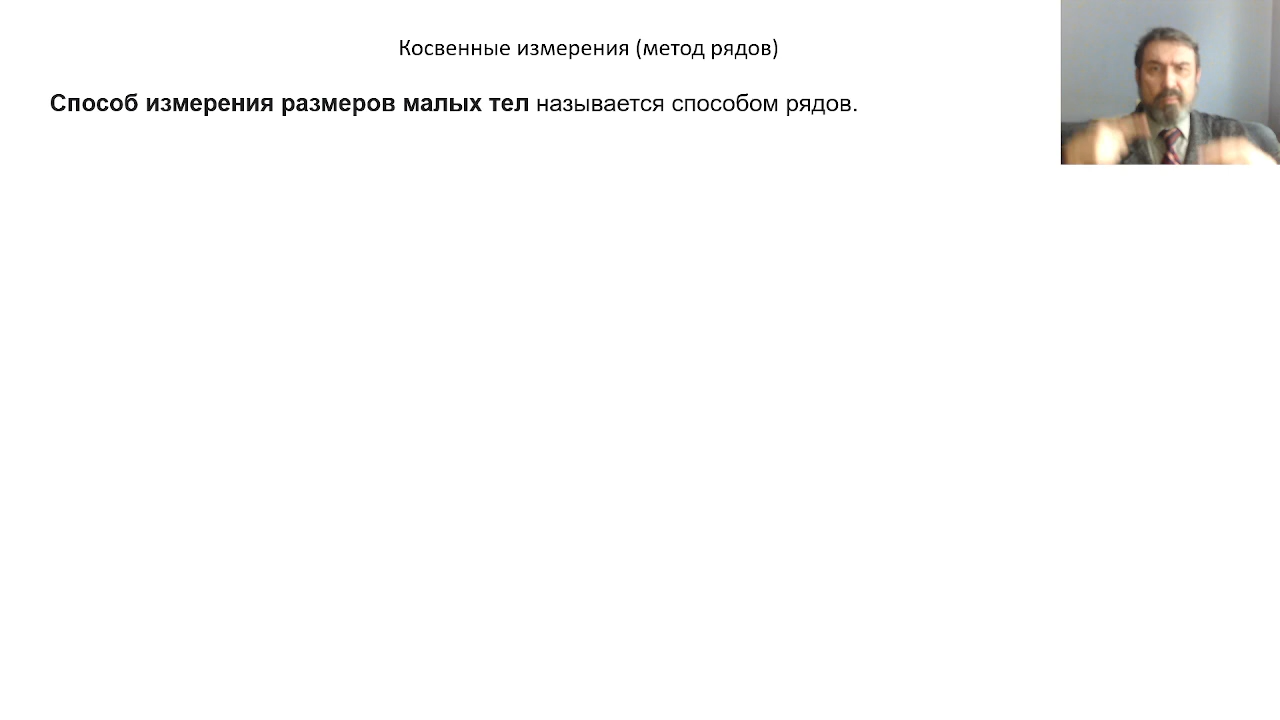 Косвенные измерения (метод рядов)
Способ измерения размеров малых тел называется способом рядов.